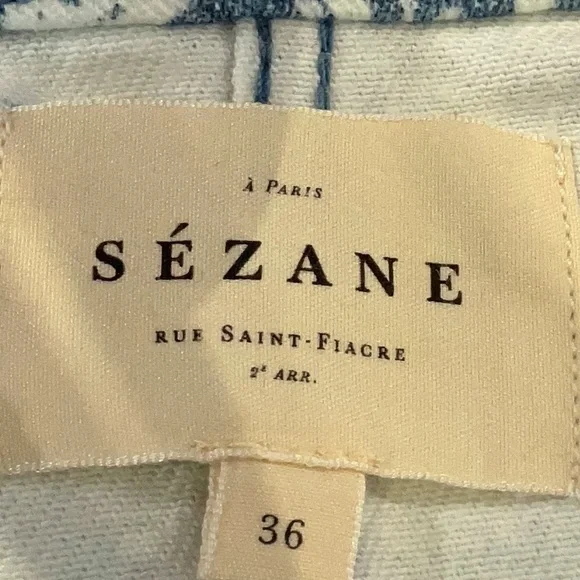 À PARIS
SÉZANE
RUE SAINT-FIACRE
2E ARR.
36